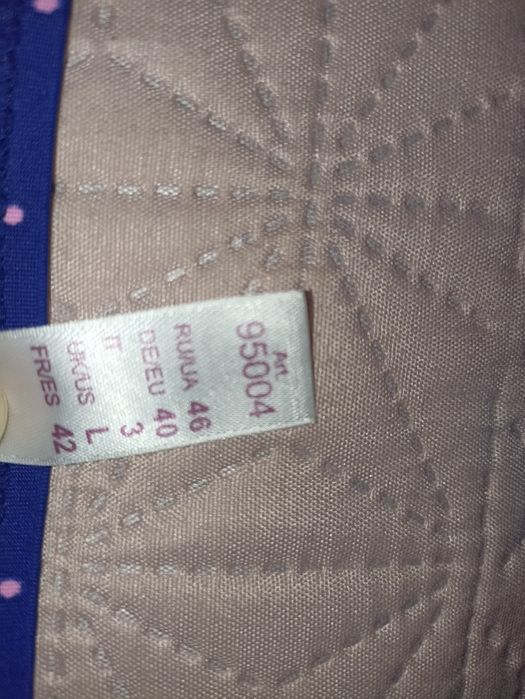 Art.
95004
RU/UA 46
DE/EU 40
IT 3
UK/US L
FR/ES 42